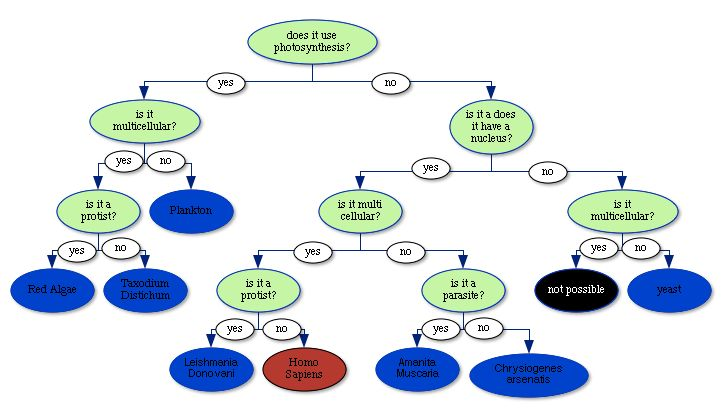 does it use
photosynthesis?
yes
no
is it
multicellular?
is it a does
it have a
nucleus?
yes
no
yes
no
is it a
protist?
Plankton
is it multi
cellular?
is it
multicellular?
yes
no
yes
no
yes
no
Red Algae
Taxodium
Distichum
is it a
protist?
is it a
parasite?
not possible
yeast
yes
no
yes
no
Leishmania
Donovani
Homo
Sapiens
Amanita
Muscaria
Chrysiogenes
arsenatis